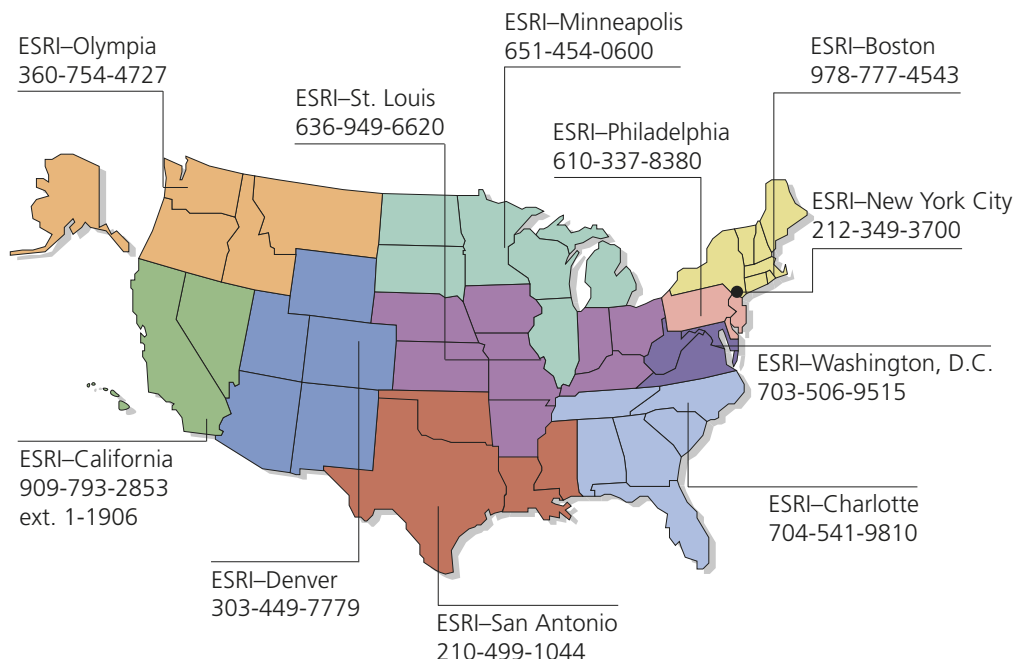 ESRI–Minneapolis
651-454-0600
ESRI–Olympia
360-754-4727
ESRI–Boston
978-777-4543
ESRI–St. Louis
636-949-6620
ESRI–Philadelphia
610-337-8380
ESRI–New York City
212-349-3700
ESRI–Washington, D.C.
703-506-9515
ESRI–California
909-793-2853
ext. 1-1906
ESRI–Charlotte
704-541-9810
ESRI–Denver
303-449-7779
ESRI–San Antonio
210-499-1044